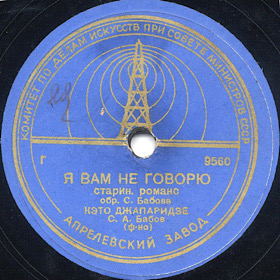 КОМИТЕТ ПО ДЕЛАМ ИСКУССТВ ПРИ СОВЕТЕ МИНИСТРОВ СССР
Г 9560
Я ВАМ НЕ ГОВОРЮ
старин. романс
обр. С. Бабова
КЭТО ДЖАПАРИДЗЕ
С. А. Бабов
(ф-но)
АПРЕЛЕВСКИЙ ЗАВОД